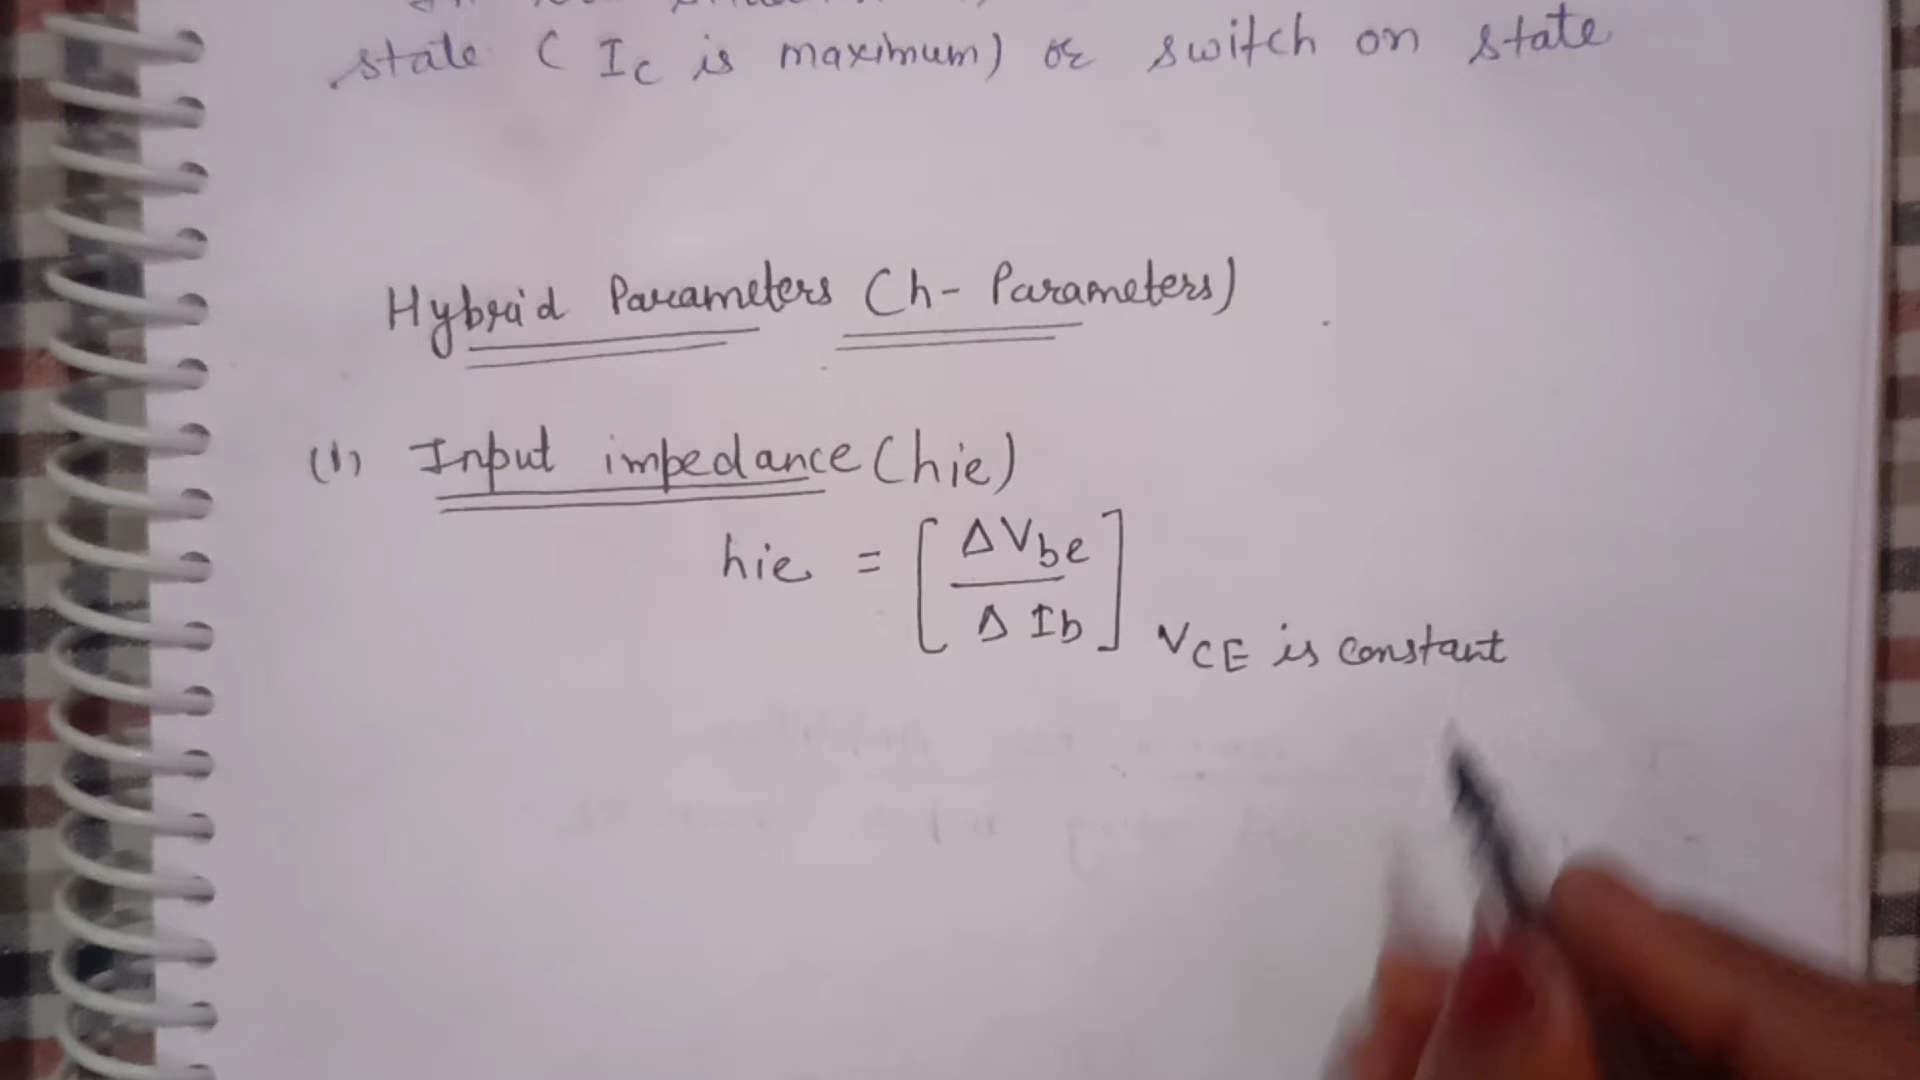 state ( IC is maximum) or switch on state
Hybrid Parameters (h- Parameters)
(1) Input impedance (hie)
hie = [ΔVbe / Δ Ib] VCE is constant